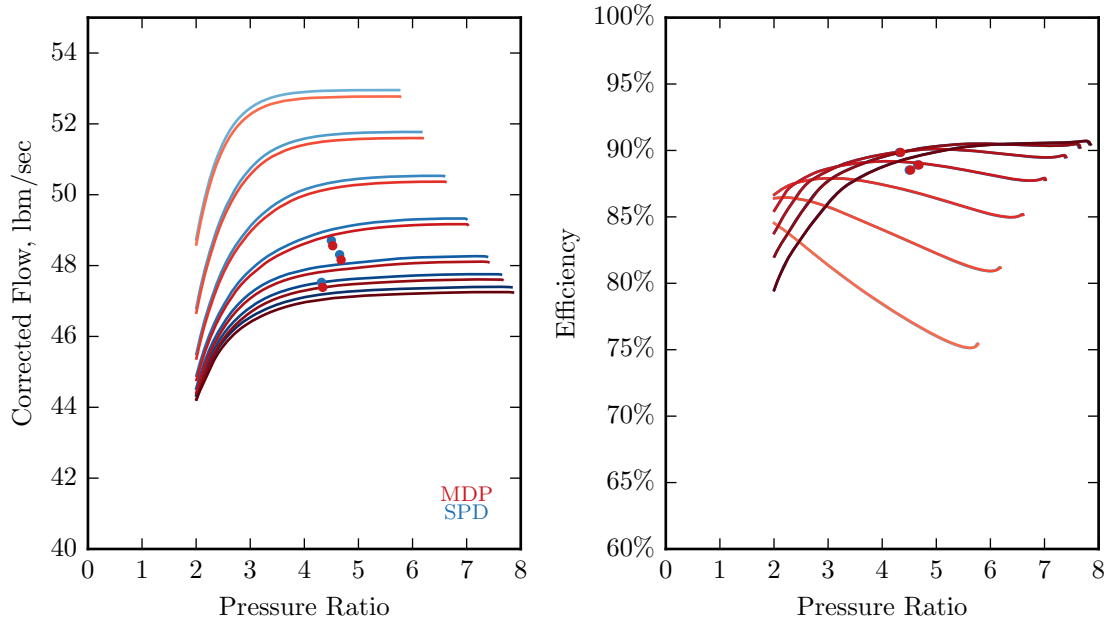 54
52
50
48
46
44
42
40
0 1 2 3 4 5 6 7 8
Corrected Flow, lbm/sec
Pressure Ratio
MDP
SPD
100%
95%
90%
85%
80%
75%
70%
65%
60%
0 1 2 3 4 5 6 7 8
Efficiency
Pressure Ratio